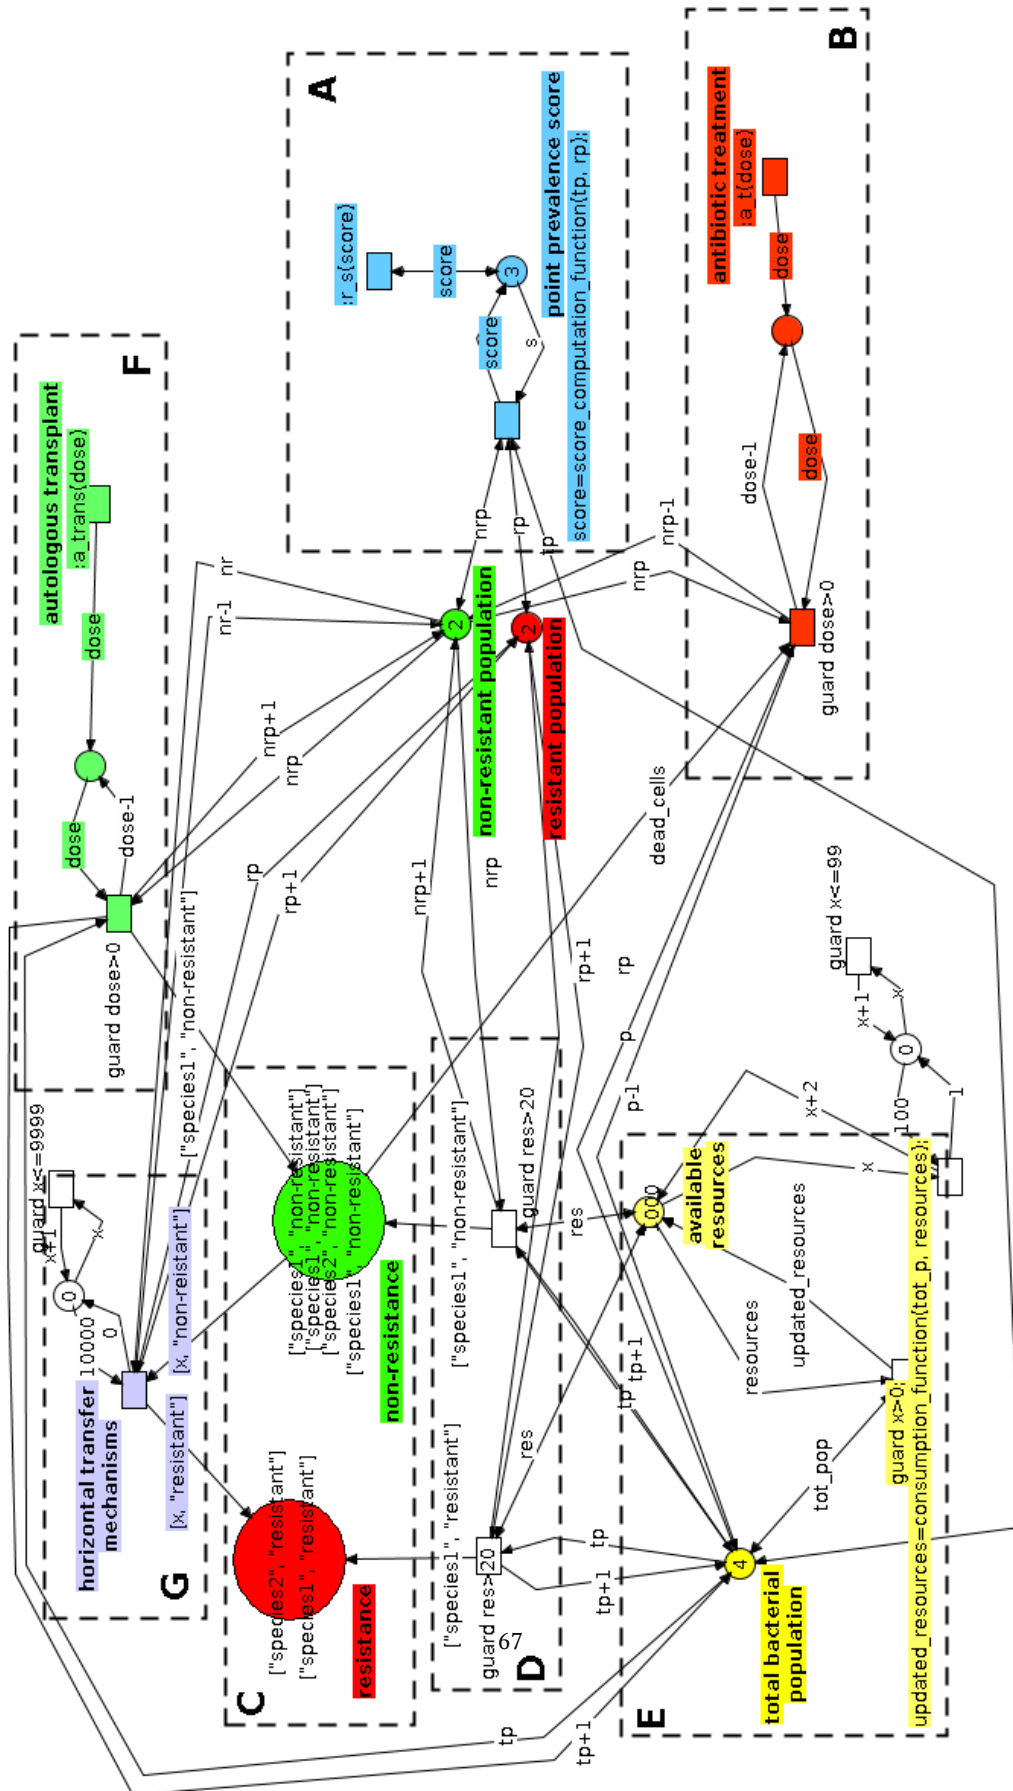 autologous transplant
:a_trans(dose)
dose
dose
dose-1
guard dose>0
F
A
:r_s(score)
score
score
s
3
point prevalence score
score=score_computation_function(tp, rp);
B
antibiotic treatment
:a_t(dose)
dose
dose
dose-1
guard dose>0
nr
nr-1
nrp
rp
tp
nrp-1
nrp
2
non-resistant population
2
resistant population
nrp+1
nrp
rp
rp+1
nrp+1
nrp
rp+1
rp
dead_cells
p
p-1
["species1", "non-resistant"]
guard x<=9999
x+1
x
0
10000
0
horizontal transfer
mechanisms
[x, "non-reistant"]
[x, "resistant"]
G
C
["species1", "non-resistant"]
["species1", "non-resistant"]
["species2", "non-resistant"]
["species1", "non-resistant"]
non-resistance
["species2", "resistant"]
["species1", "resistant"]
resistance
D
["species1", "non-resistant"]
guard res>20
["species1", "resistant"]
guard res>20
res
res
tp+1
tp
tp
tp+1
tp
tp+1
67
E
000
available
resources
resources
updated_resources
x+2
x
1
100
0
x+1
x
guard x<=99
guard x>0;
updated_resources=consumption_function(tot_p, resources);
tot_pop
4
total bacterial
population